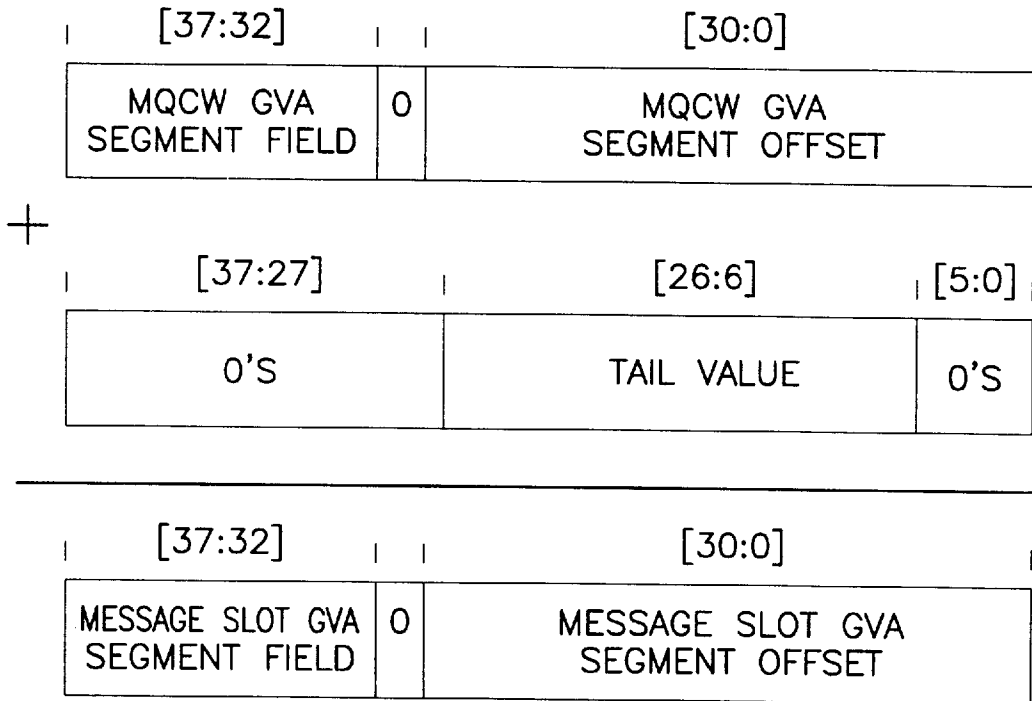 [37:32] [30:0]
MQCW GVA 0 MQCW GVA
SEGMENT FIELD SEGMENT OFFSET
+
[37:27] [26:6] [5:0]
0'S TAIL VALUE 0'S
[37:32] [30:0]
MESSAGE SLOT GVA 0 MESSAGE SLOT GVA
SEGMENT FIELD SEGMENT OFFSET